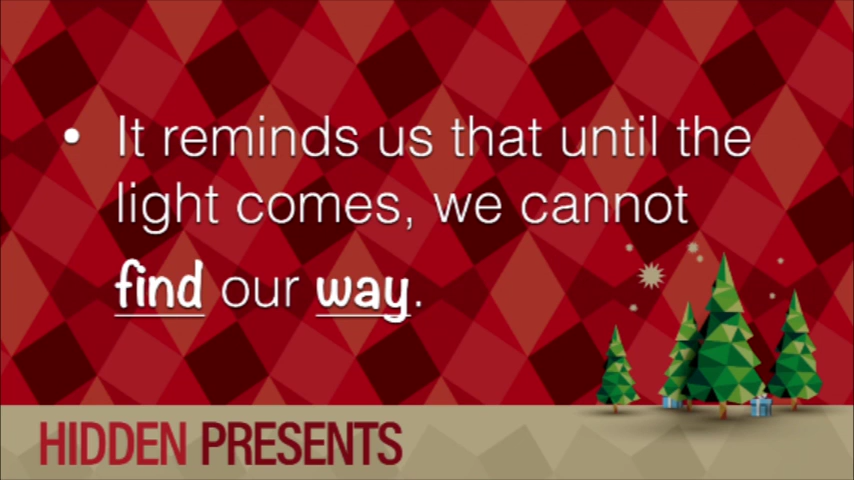 • It reminds us that until the
light comes, we cannot
find our way.
HIDDEN PRESENTS